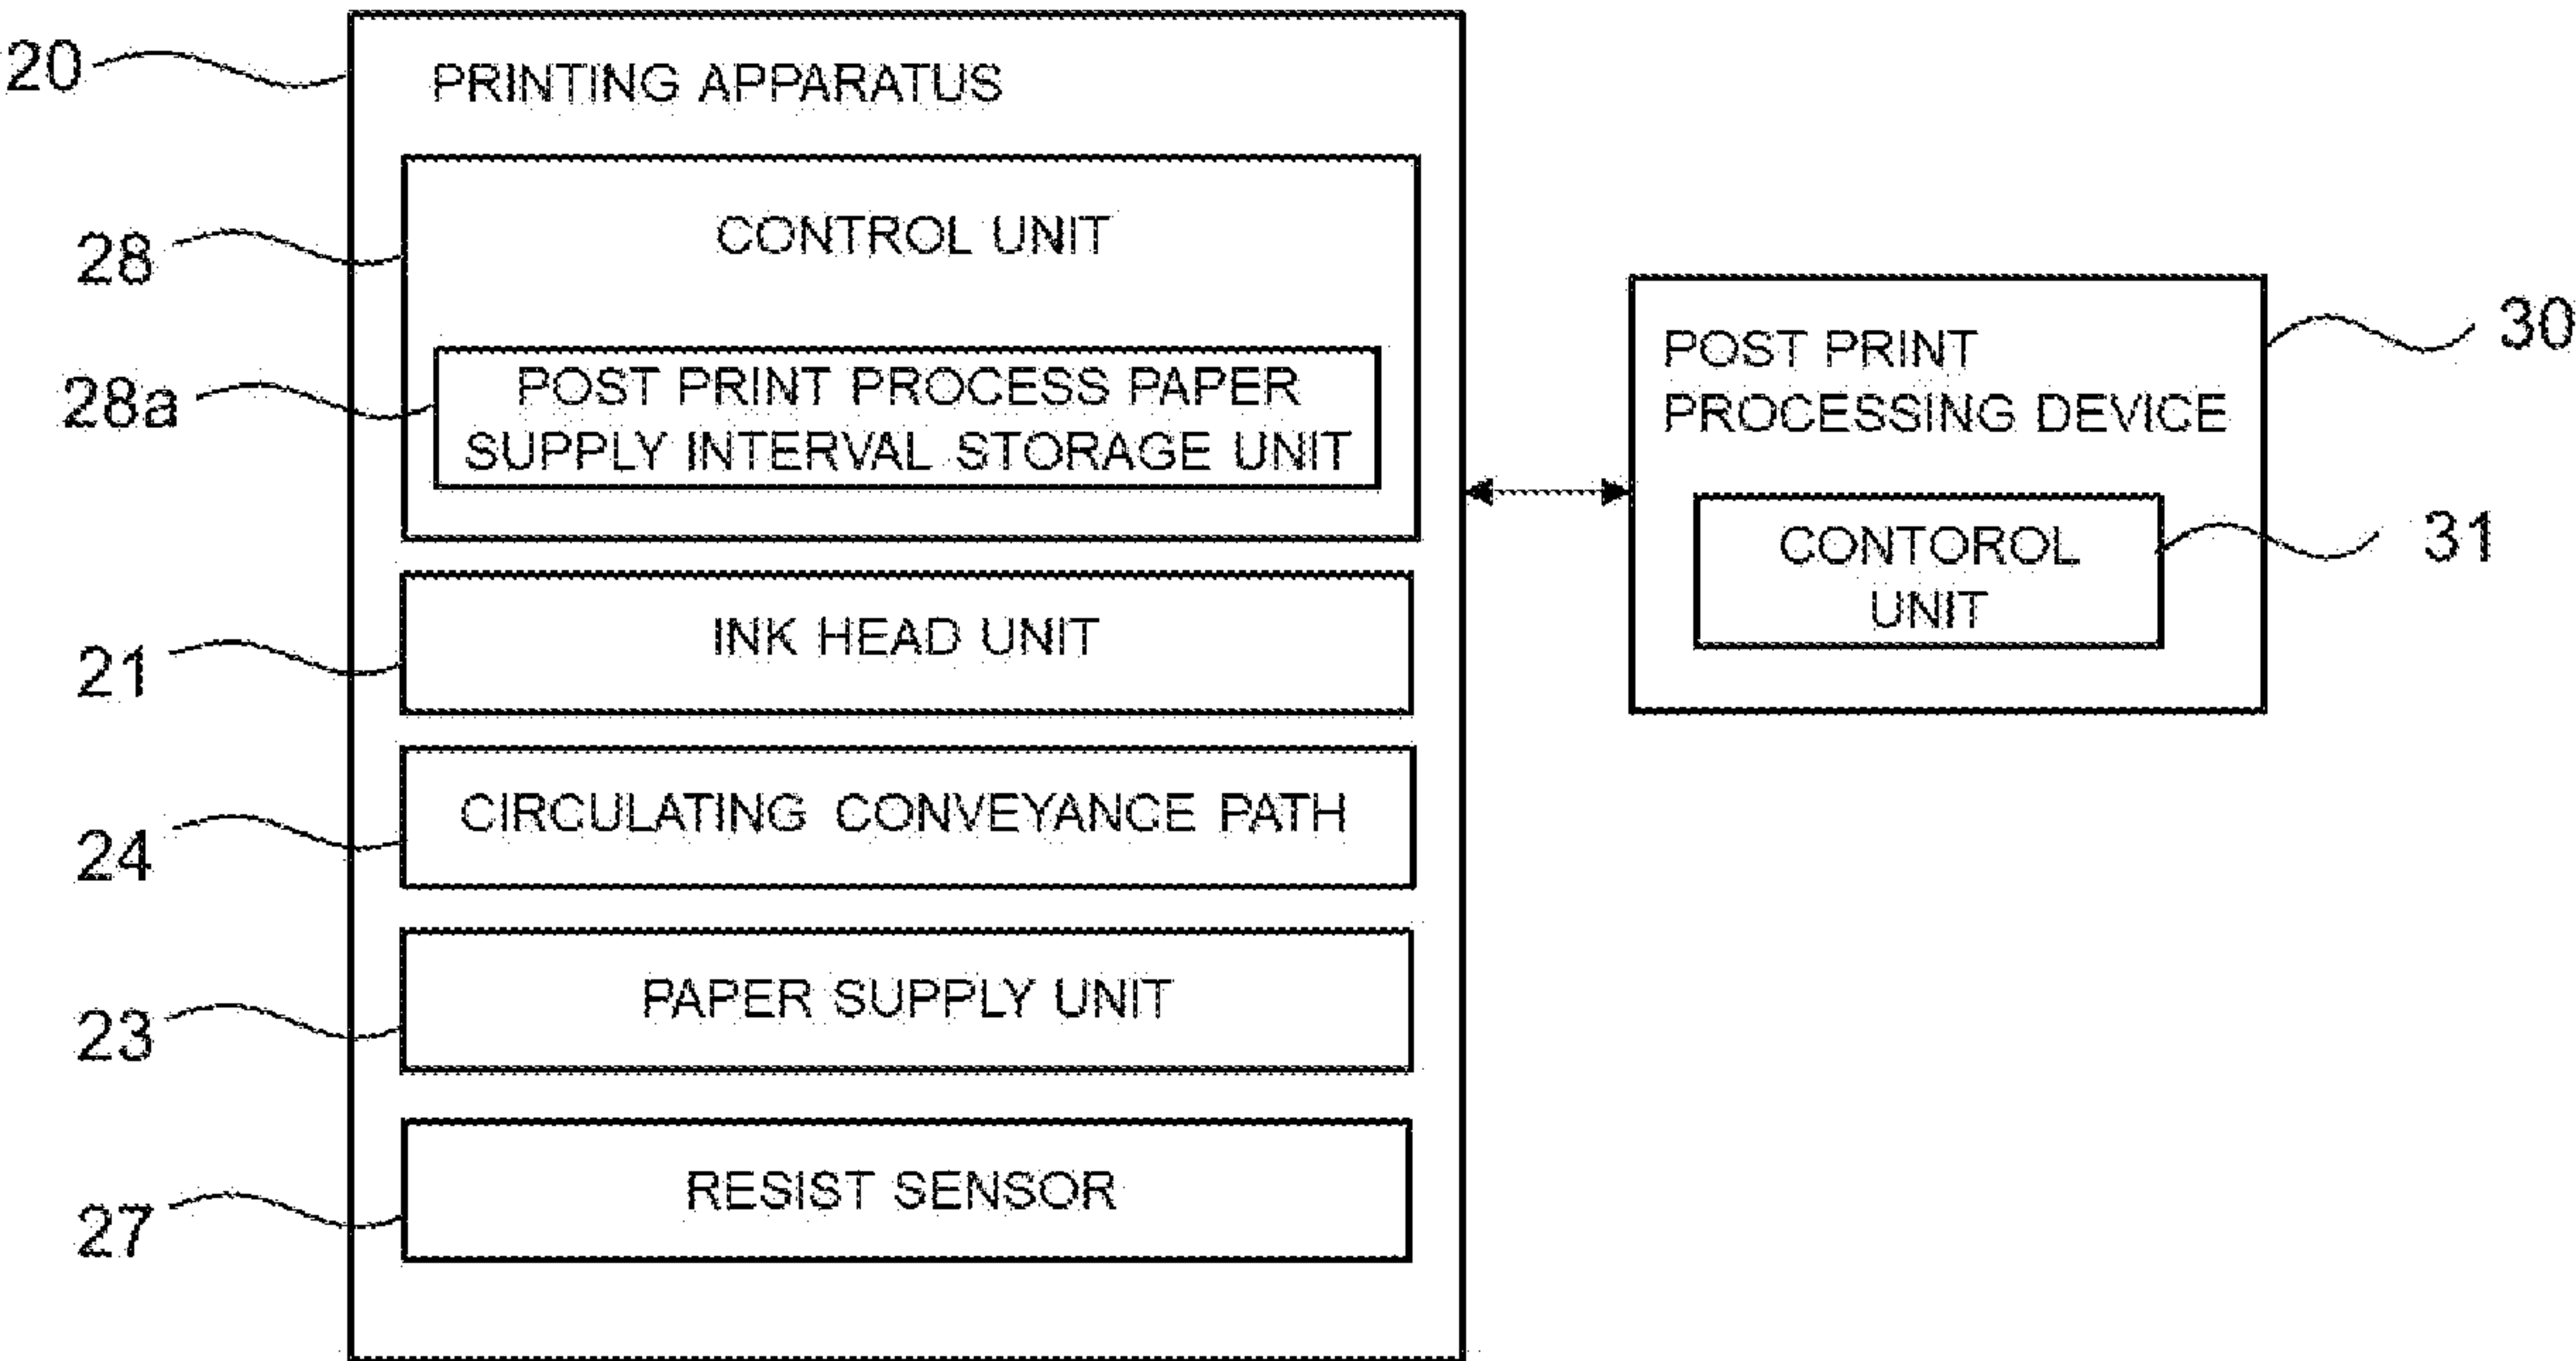 20
PRINTING APPARATUS
28
CONTROL UNIT
28a
POST PRINT PROCESS PAPER
SUPPLY INTERVAL STORAGE UNIT
21
INK HEAD UNIT
24
CIRCULATING CONVEYANCE PATH
23
PAPER SUPPLY UNIT
27
RESIST SENSOR
30
POST PRINT
PROCESSING DEVICE
31
CONTOROL
UNIT